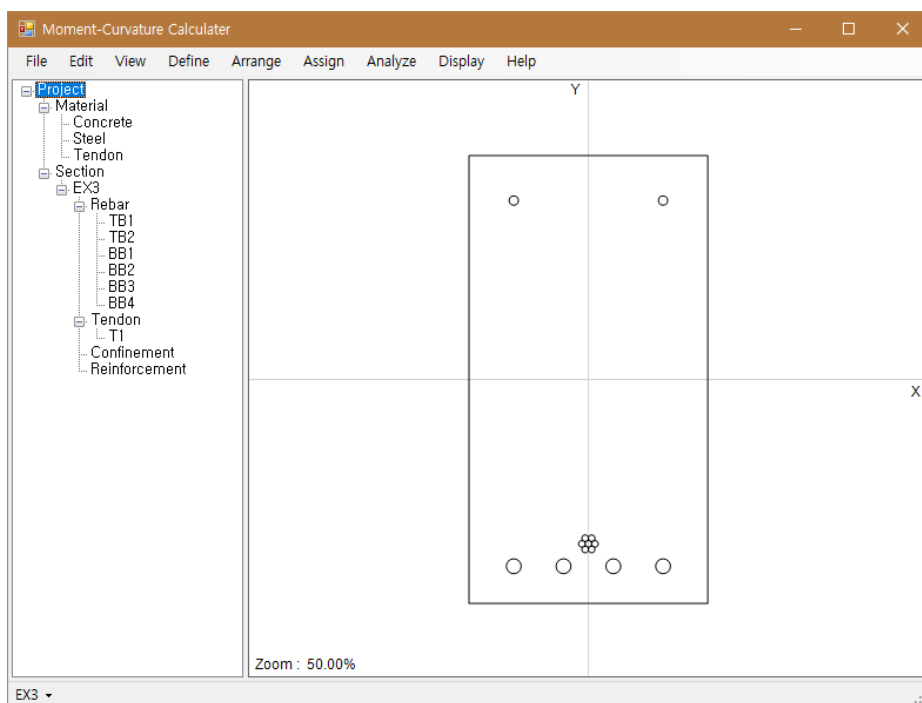 Moment-Curvature Calculater
File Edit View Define Arrange Assign Analyze Display Help
Project
Material
Concrete
Steel
Tendon
Section
EX3
Rebar
TB1
TB2
BB1
BB2
BB3
BB4
Tendon
T1
Confinement
Reinforcement
Y
X
Zoom : 50.00%
EX3